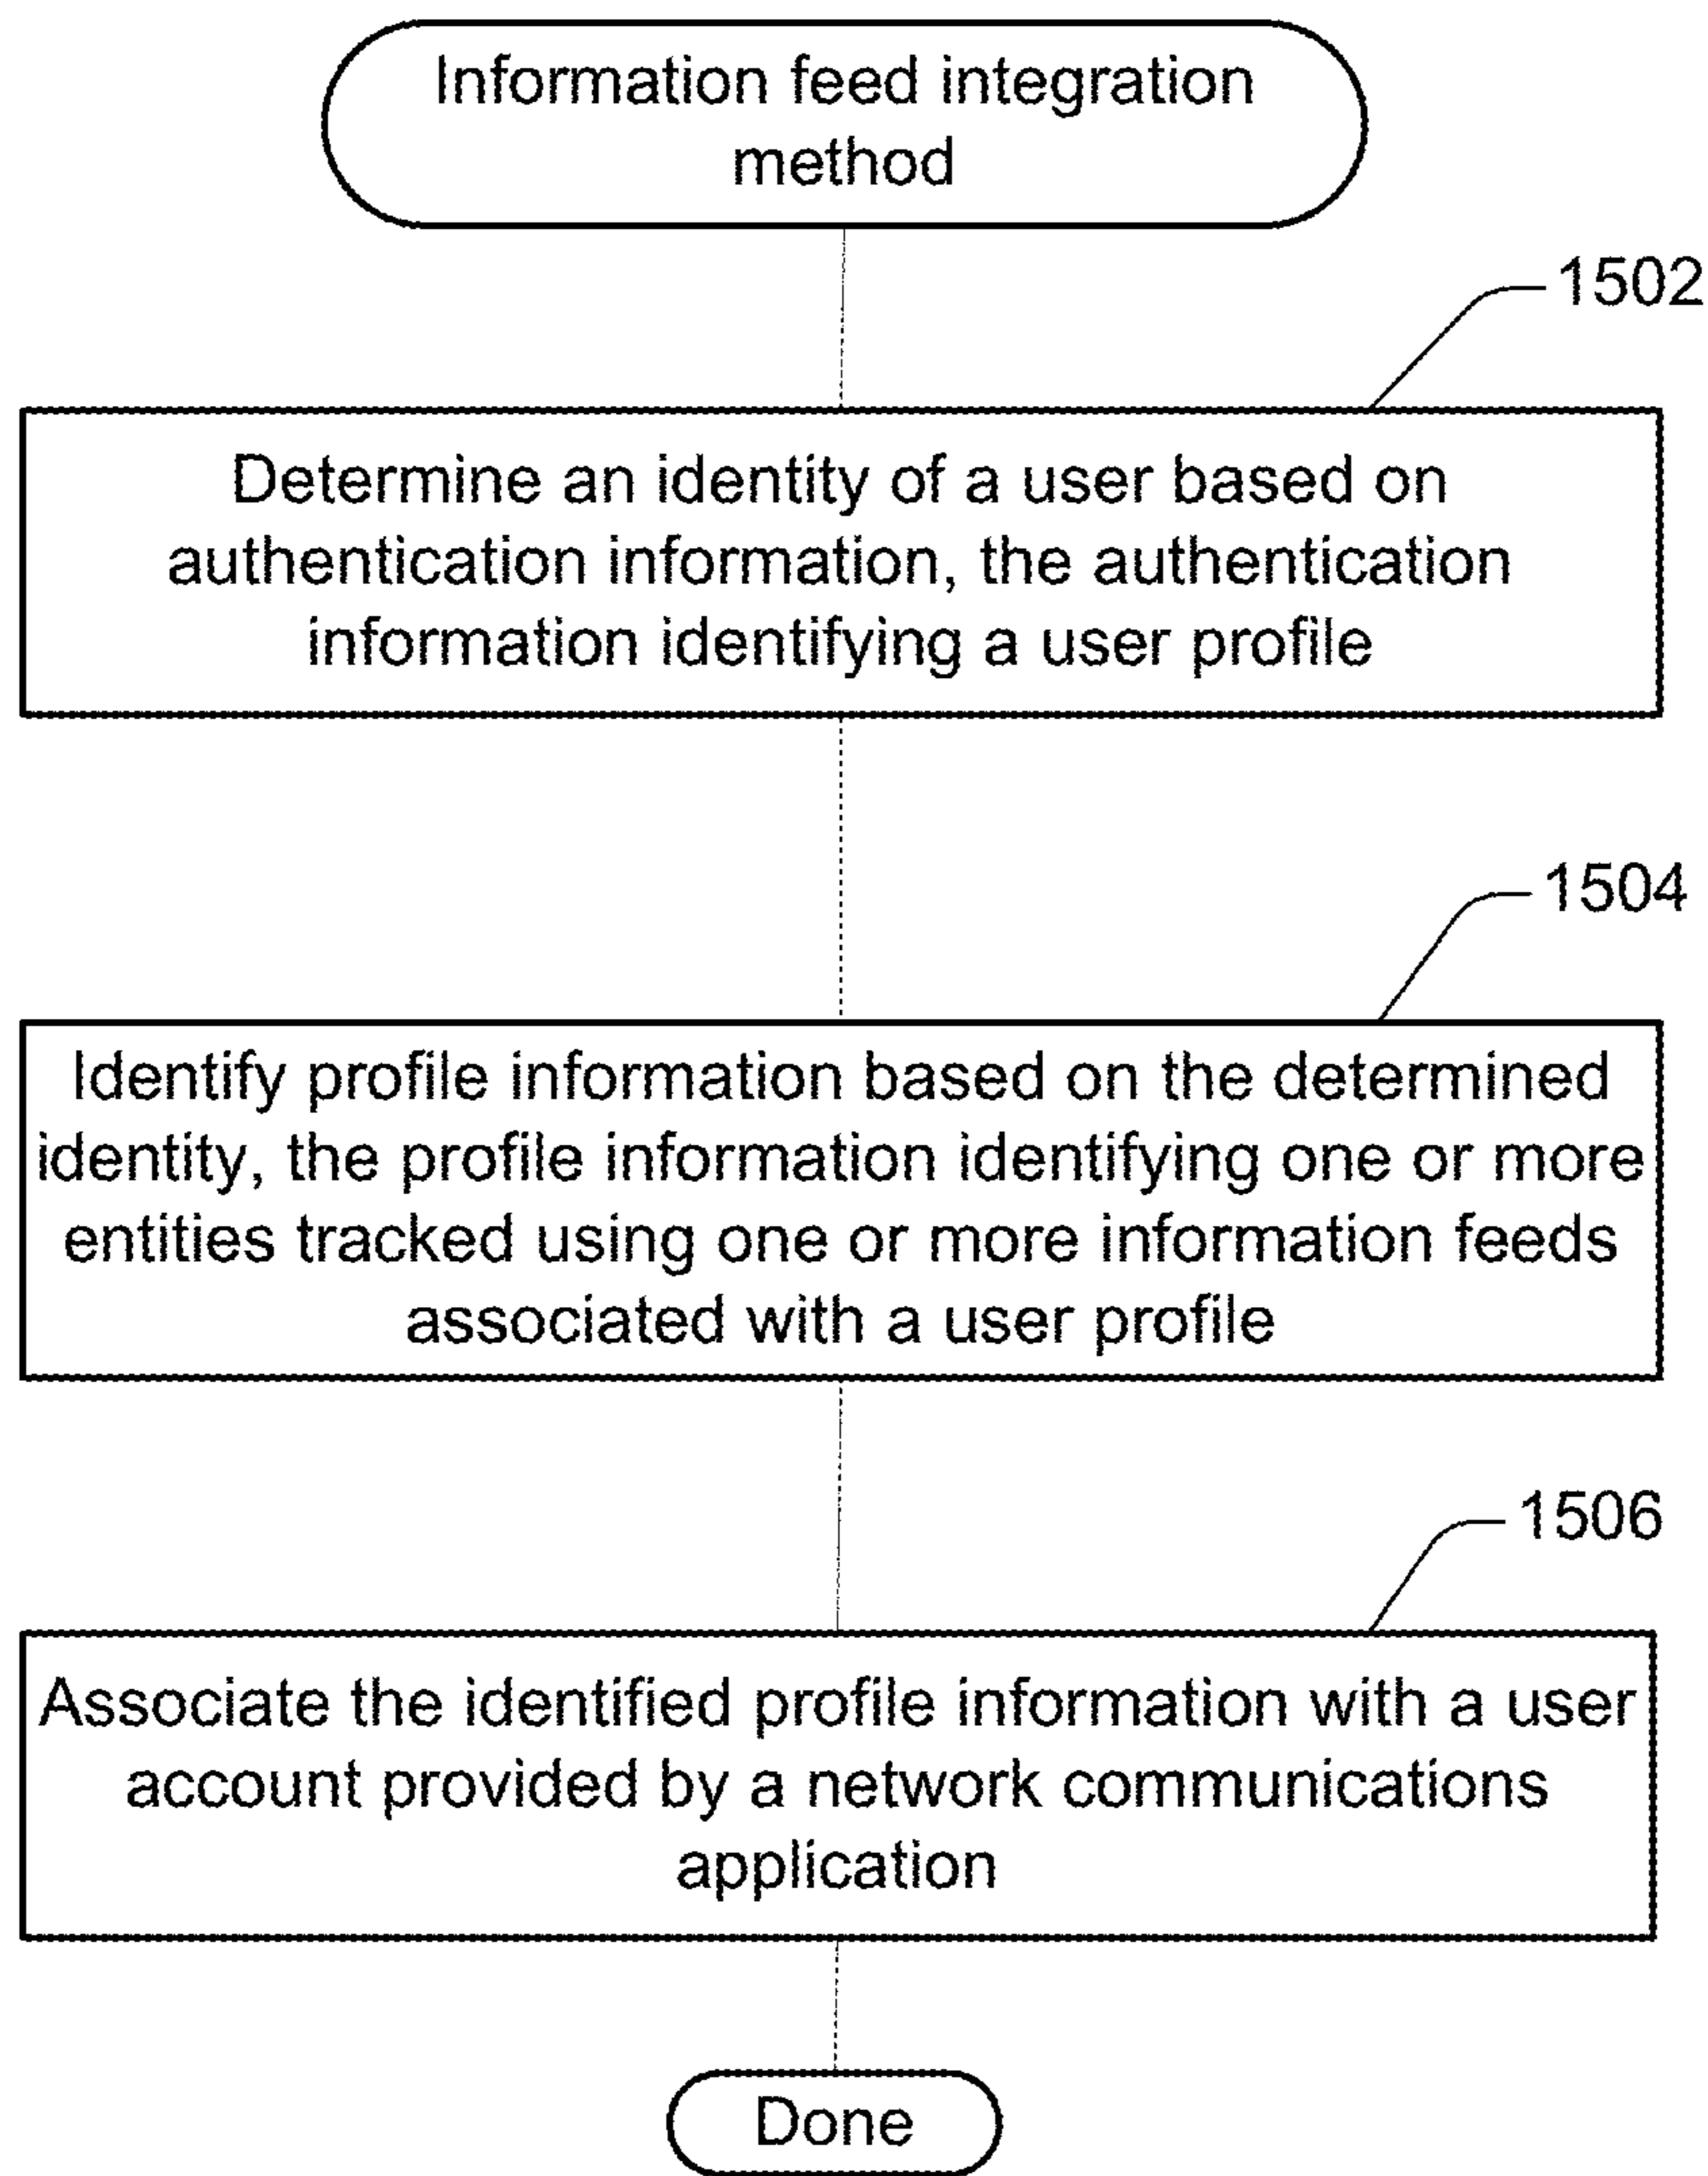 Information feed integration
method
1502
Determine an identity of a user based on
authentication information, the authentication
information identifying a user profile
1504
Identify profile information based on the determined
identity, the profile information identifying one or more
entities tracked using one or more information feeds
associated with a user profile
1506
Associate the identified profile information with a user
account provided by a network communications
application
Done